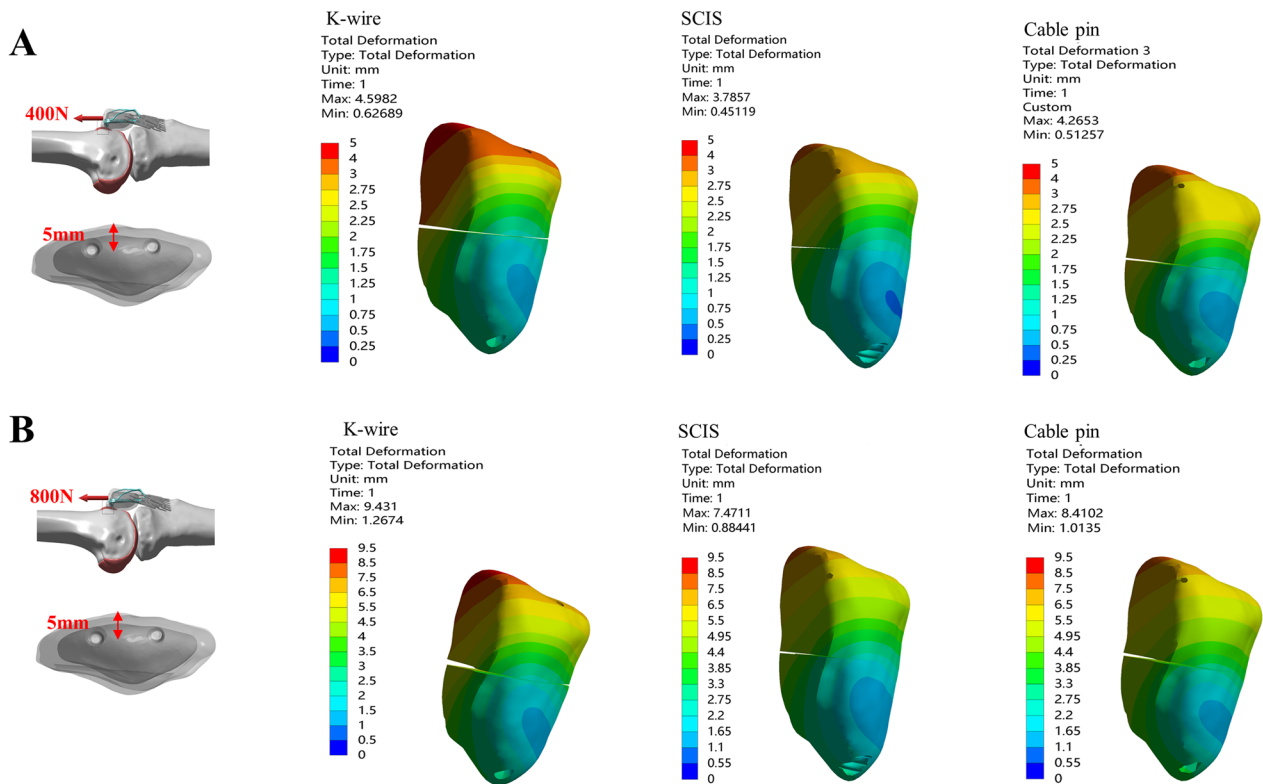 A
400N
5mm
K-wire
Total Deformation
Type: Total Deformation
Unit: mm
Time: 1
Max: 4.5982
Min: 0.62689
5
4
3
2.75
2.5
2.25
2
1.75
1.5
1.25
1
0.75
0.5
0.25
0
SCIS
Total Deformation
Type: Total Deformation
Unit: mm
Time: 1
Max: 3.7857
Min: 0.45119
5
4
3
2.75
2.5
2.25
2
1.75
1.5
1.25
1
0.75
0.5
0.25
0
Cable pin
Total Deformation 3
Type: Total Deformation
Unit: mm
Time: 1
Custom
Max: 4.2653
Min: 0.51257
5
4
3
2.75
2.5
2.25
2
1.75
1.5
1.25
1
0.75
0.5
0.25
0
B
800N
5mm
K-wire
Total Deformation
Type: Total Deformation
Unit: mm
Time: 1
Max: 9.431
Min: 1.2674
9.5
8.5
7.5
6.5
5.5
4.5
4
3.5
3
2.5
2
1.5
1
0.5
0
SCIS
Total Deformation
Type: Total Deformation
Unit: mm
Time: 1
Max: 7.4711
Min: 0.88441
9.5
8.5
7.5
6.5
5.5
4.95
4.4
3.85
3.3
2.75
2.2
1.65
1.1
0.55
0
Cable pin
Total Deformation
Type: Total Deformation
Unit: mm
Time: 1
Max: 8.4102
Min: 1.0135
9.5
8.5
7.5
6.5
5.5
4.95
4.4
3.85
3.3
2.75
2.2
1.65
1.1
0.55
0